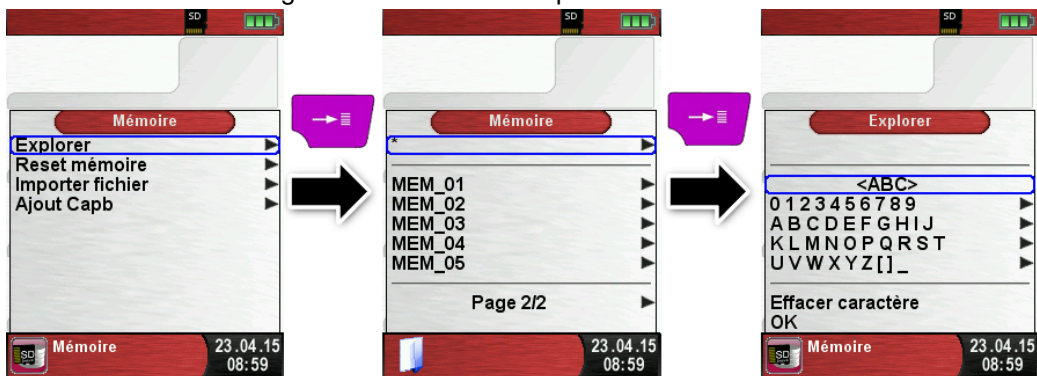 SD
Mémoire
Explorer
Reset mémoire
Importer fichier
Ajout Capb
SD
Mémoire
23.04.15
08:59
SD
Mémoire
*
MEM_01
MEM_02
MEM_03
MEM_04
MEM_05
Page 2/2
23.04.15
08:59
SD
Explorer
<ABC>
0 1 2 3 4 5 6 7 8 9
A B C D E F G H I J
K L M N O P Q R S T
U V W X Y Z [ ] _
Effacer caractère
OK
SD
Mémoire
23.04.15
08:59